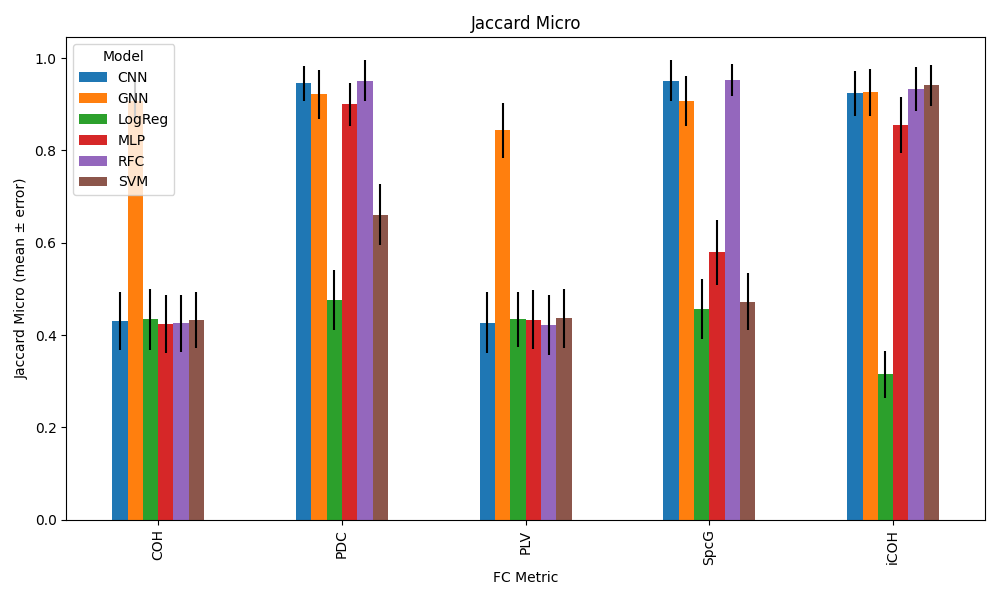 Jaccard Micro
Model
CNN
GNN
LogReg
MLP
RFC
SVM
Jaccard Micro (mean ± error)
1.0
0.8
0.6
0.4
0.2
0.0
COH
PDC
PLV
SpcG
iCOH
FC Metric